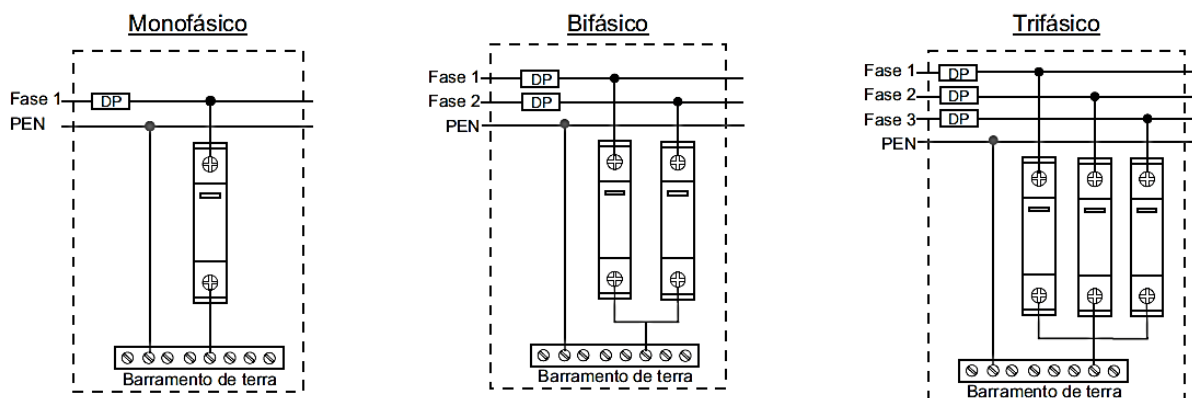 Monofásico
Fase 1
DP
PEN
Barramento de terra
Bifásico
Fase 1
DP
Fase 2
DP
PEN
Barramento de terra
Trifásico
Fase 1
DP
Fase 2
DP
Fase 3
DP
PEN
Barramento de terra